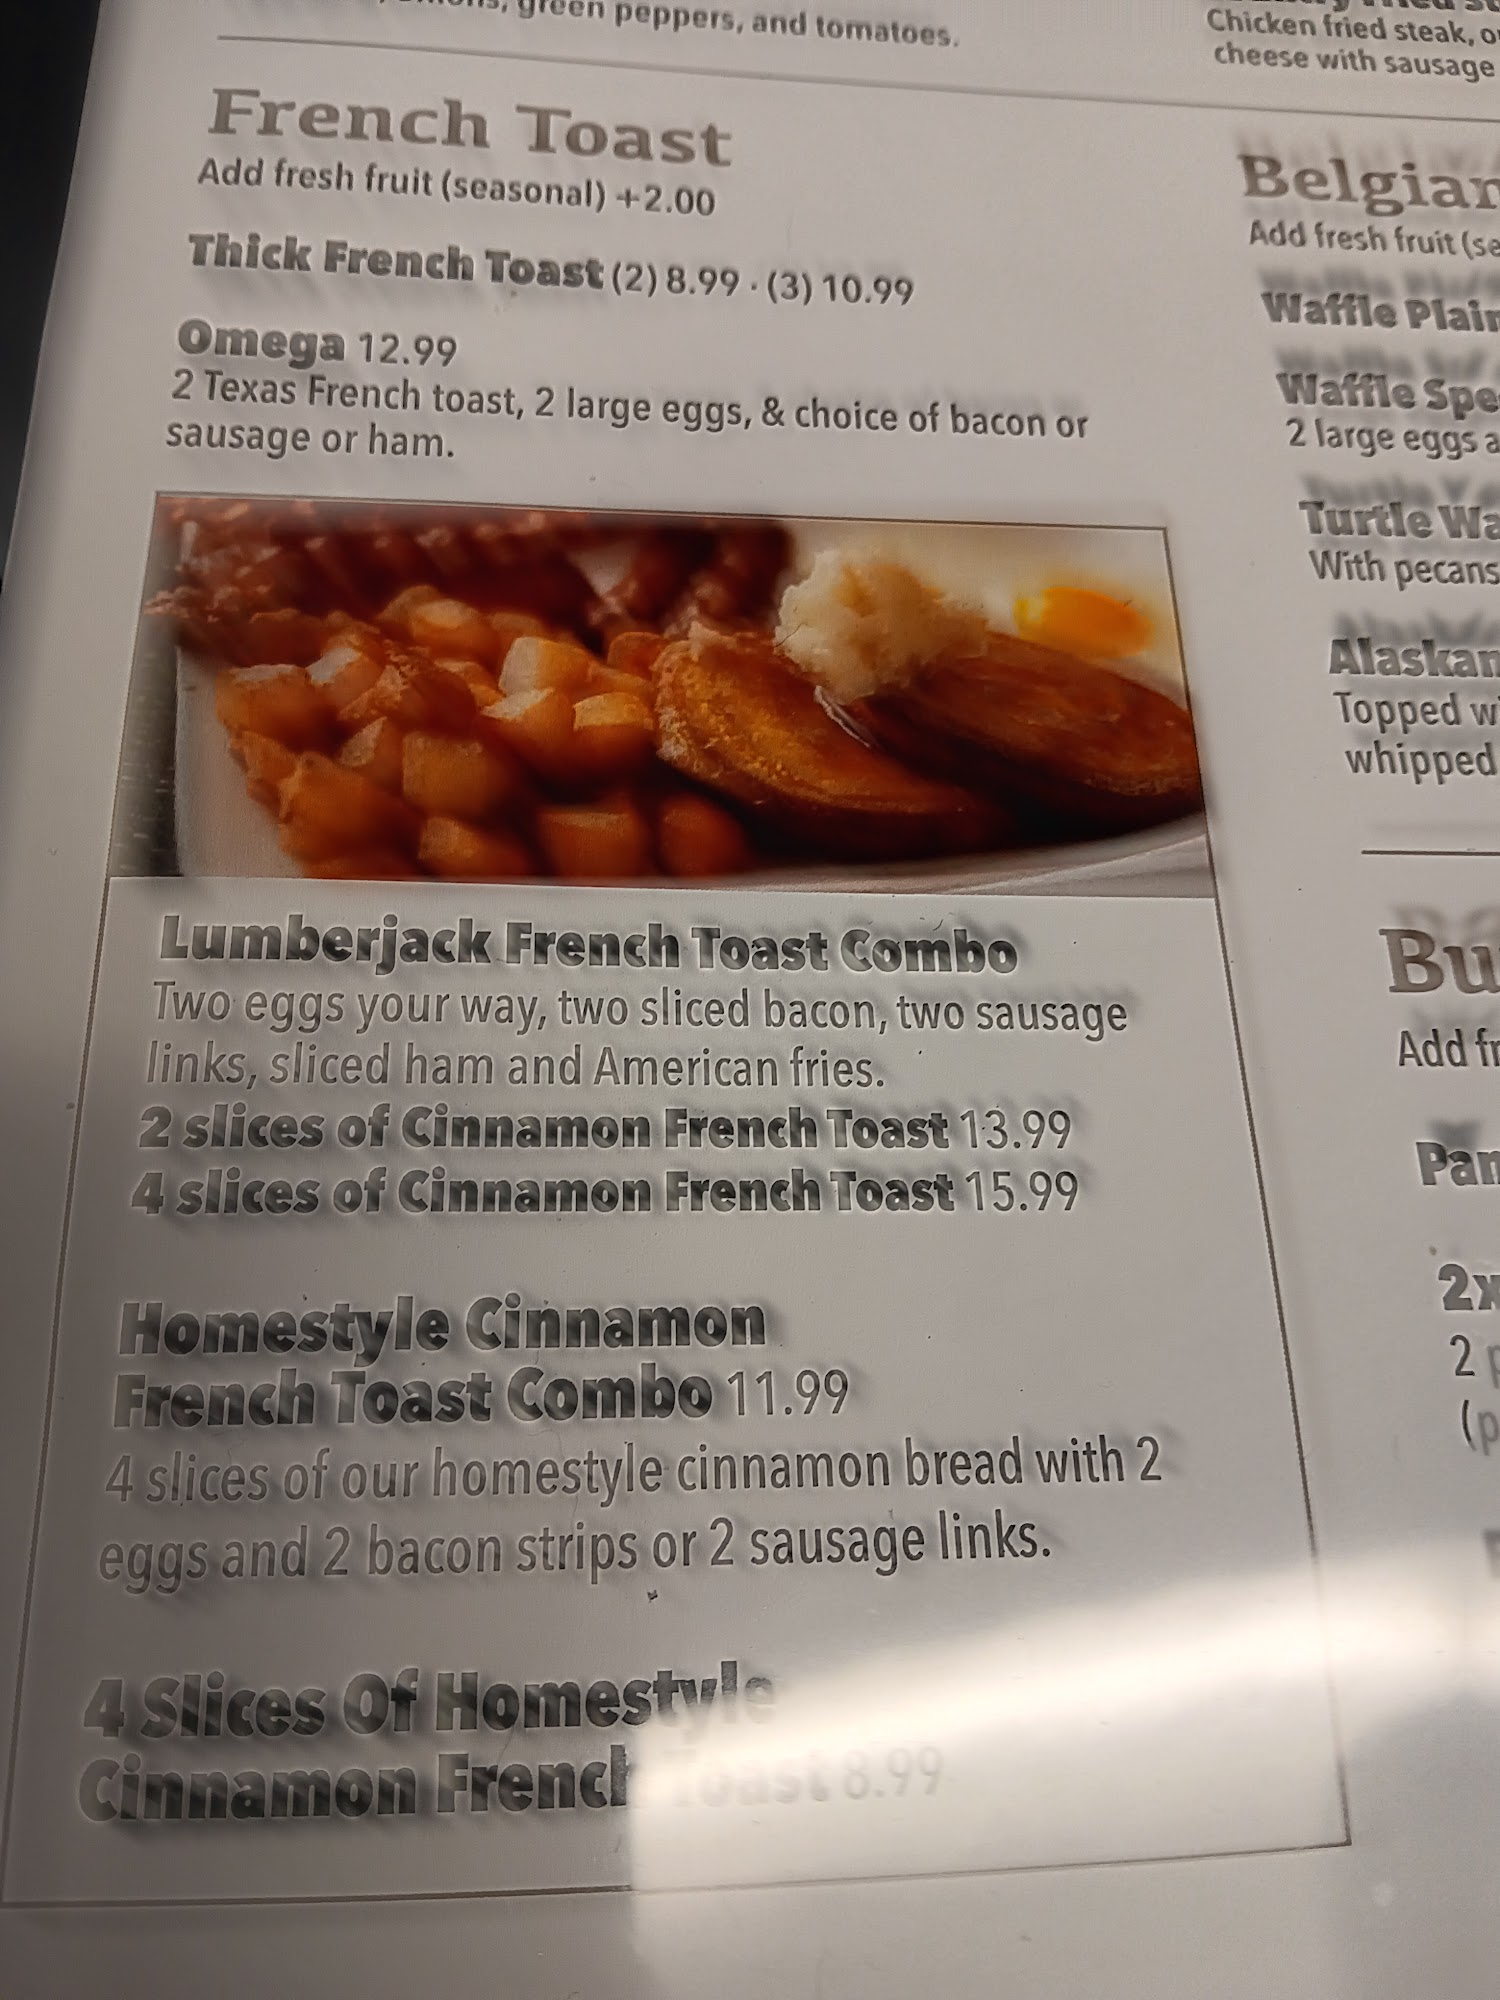 green peppers, and tomatoes.
French Toast
Add fresh fruit (seasonal) +2.00
Thick French Toast (2) 8.99 · (3) 10.99
Omega 12.99
2 Texas French toast, 2 large eggs, & choice of bacon or
sausage or ham.
Lumberjack French Toast Combo
Two eggs your way, two sliced bacon, two sausage
links, sliced ham and American fries.
2 slices of Cinnamon French Toast 13.99
4 slices of Cinnamon French Toast 15.99
Homestyle Cinnamon
French Toast Combo 11.99
4 slices of our homestyle cinnamon bread with 2
eggs and 2 bacon strips or 2 sausage links.
4 Slices Of Homestyle
Cinnamon French Toast 8.99
Chicken fried steak,
cheese with sausage
Belgian
Add fresh fruit
Waffle Plain
Waffle
2 large eggs
Turtle
With pecans
Alaskan
Topped
whipped
Add
2